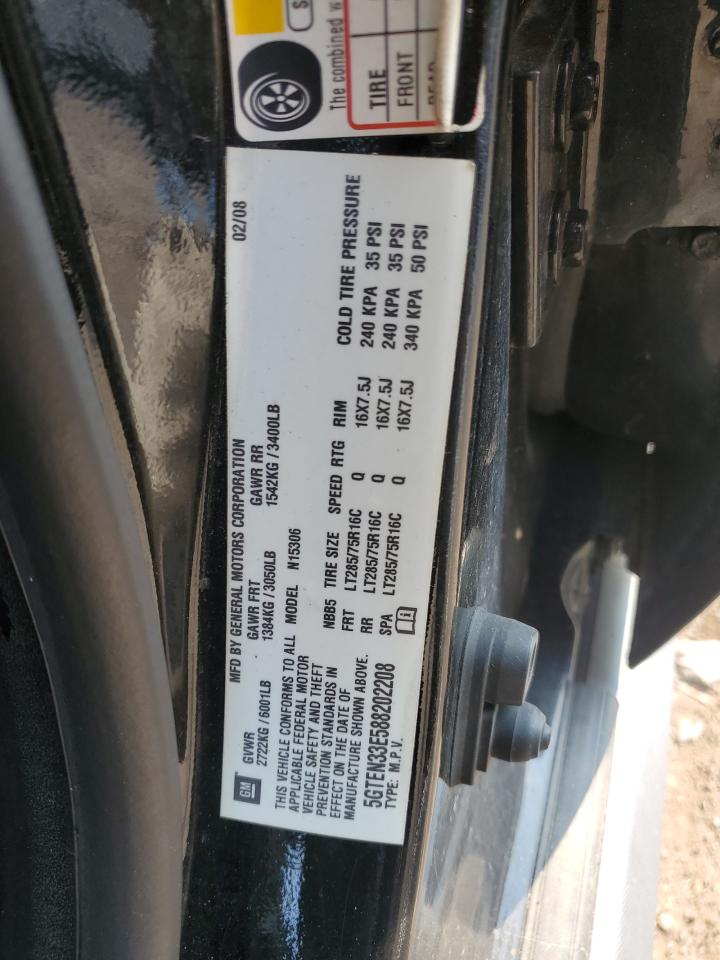 S
The combined w
TIRE
FRONT
REAR
GM
MFD BY GENERAL MOTORS CORPORATION
02/08
GVWR GAWR FRT GAWR RR
2722KG / 6001LB 1384KG / 3050LB 1542KG / 3400LB
THIS VEHICLE CONFORMS TO ALL
APPLICABLE FEDERAL MOTOR
VEHICLE SAFETY AND THEFT
PREVENTION STANDARDS IN
EFFECT ON THE DATE OF
MANUFACTURE SHOWN ABOVE.
5GTEN33E588202208
TYPE: M.P.V.
MODEL N15306
NBB5 TIRE SIZE SPEED RTG RIM COLD TIRE PRESSURE
FRT LT285/75R16C Q 16X7.5J 240 KPA 35 PSI
RR LT285/75R16C Q 16X7.5J 240 KPA 35 PSI
SPA LT285/75R16C Q 16X7.5J 340 KPA 50 PSI